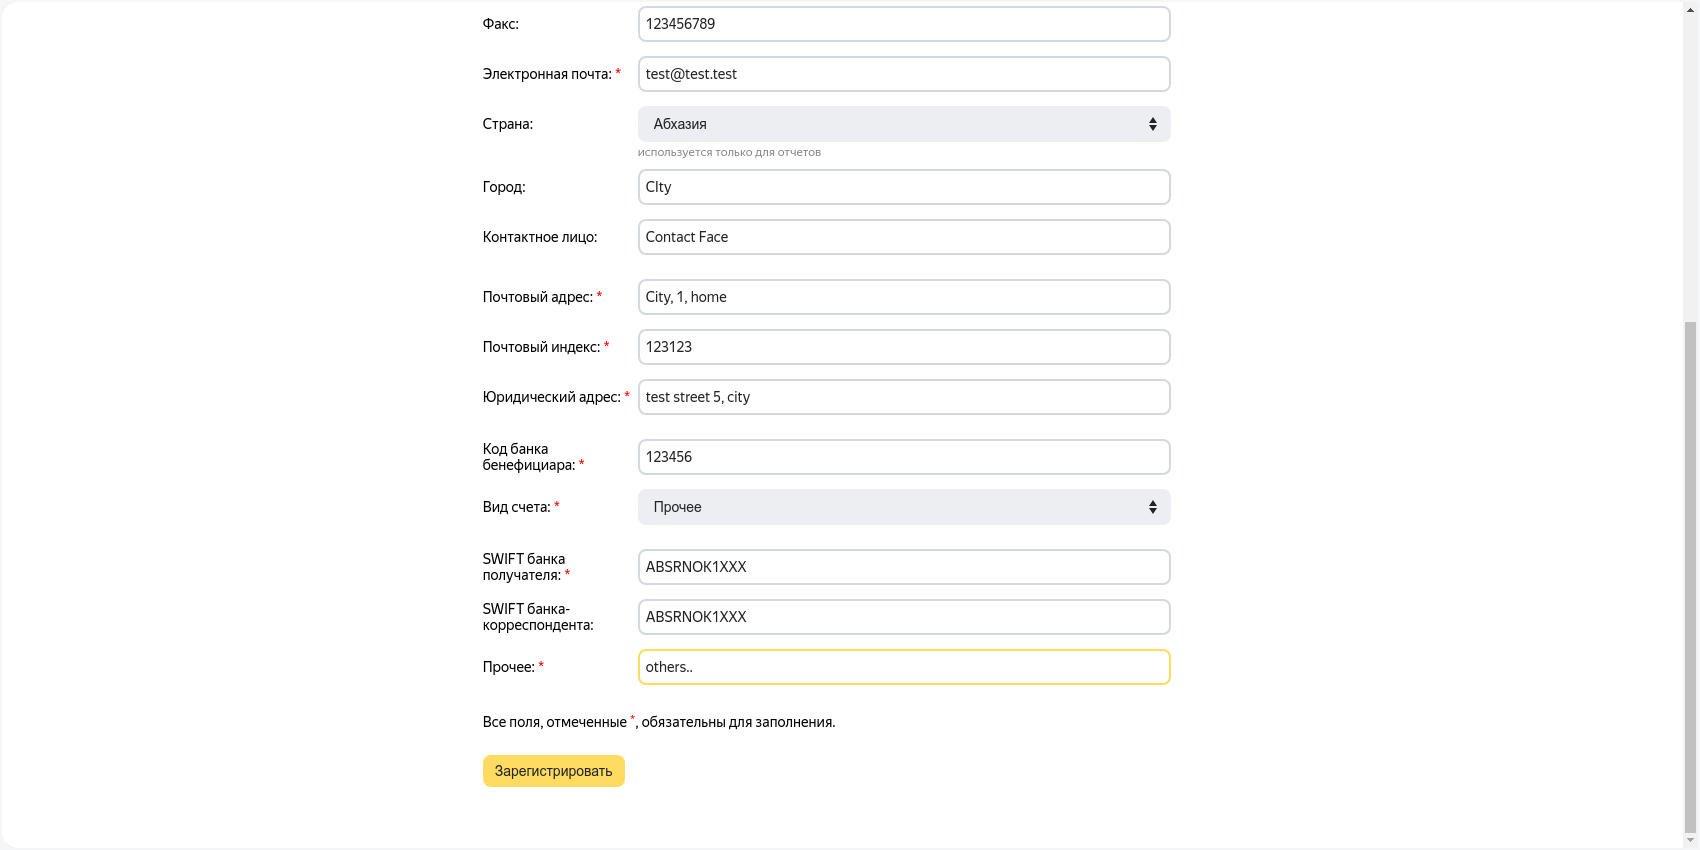 Факс: 123456789
Электронная почта: * test@test.test
Страна: Абхазия
используется только для отчетов
Город: CIty
Контактное лицо: Contact Face
Почтовый адрес: * City, 1, home
Почтовый индекс: * 123123
Юридический адрес: * test street 5, city
Код банка
бенефициара: * 123456
Вид счета: * Прочее
SWIFT банка
получателя: * ABSRNOK1XXX
SWIFT банка-
корреспондента: ABSRNOK1XXX
Прочее: * others..
Все поля, отмеченные *, обязательны для заполнения.
Зарегистрировать